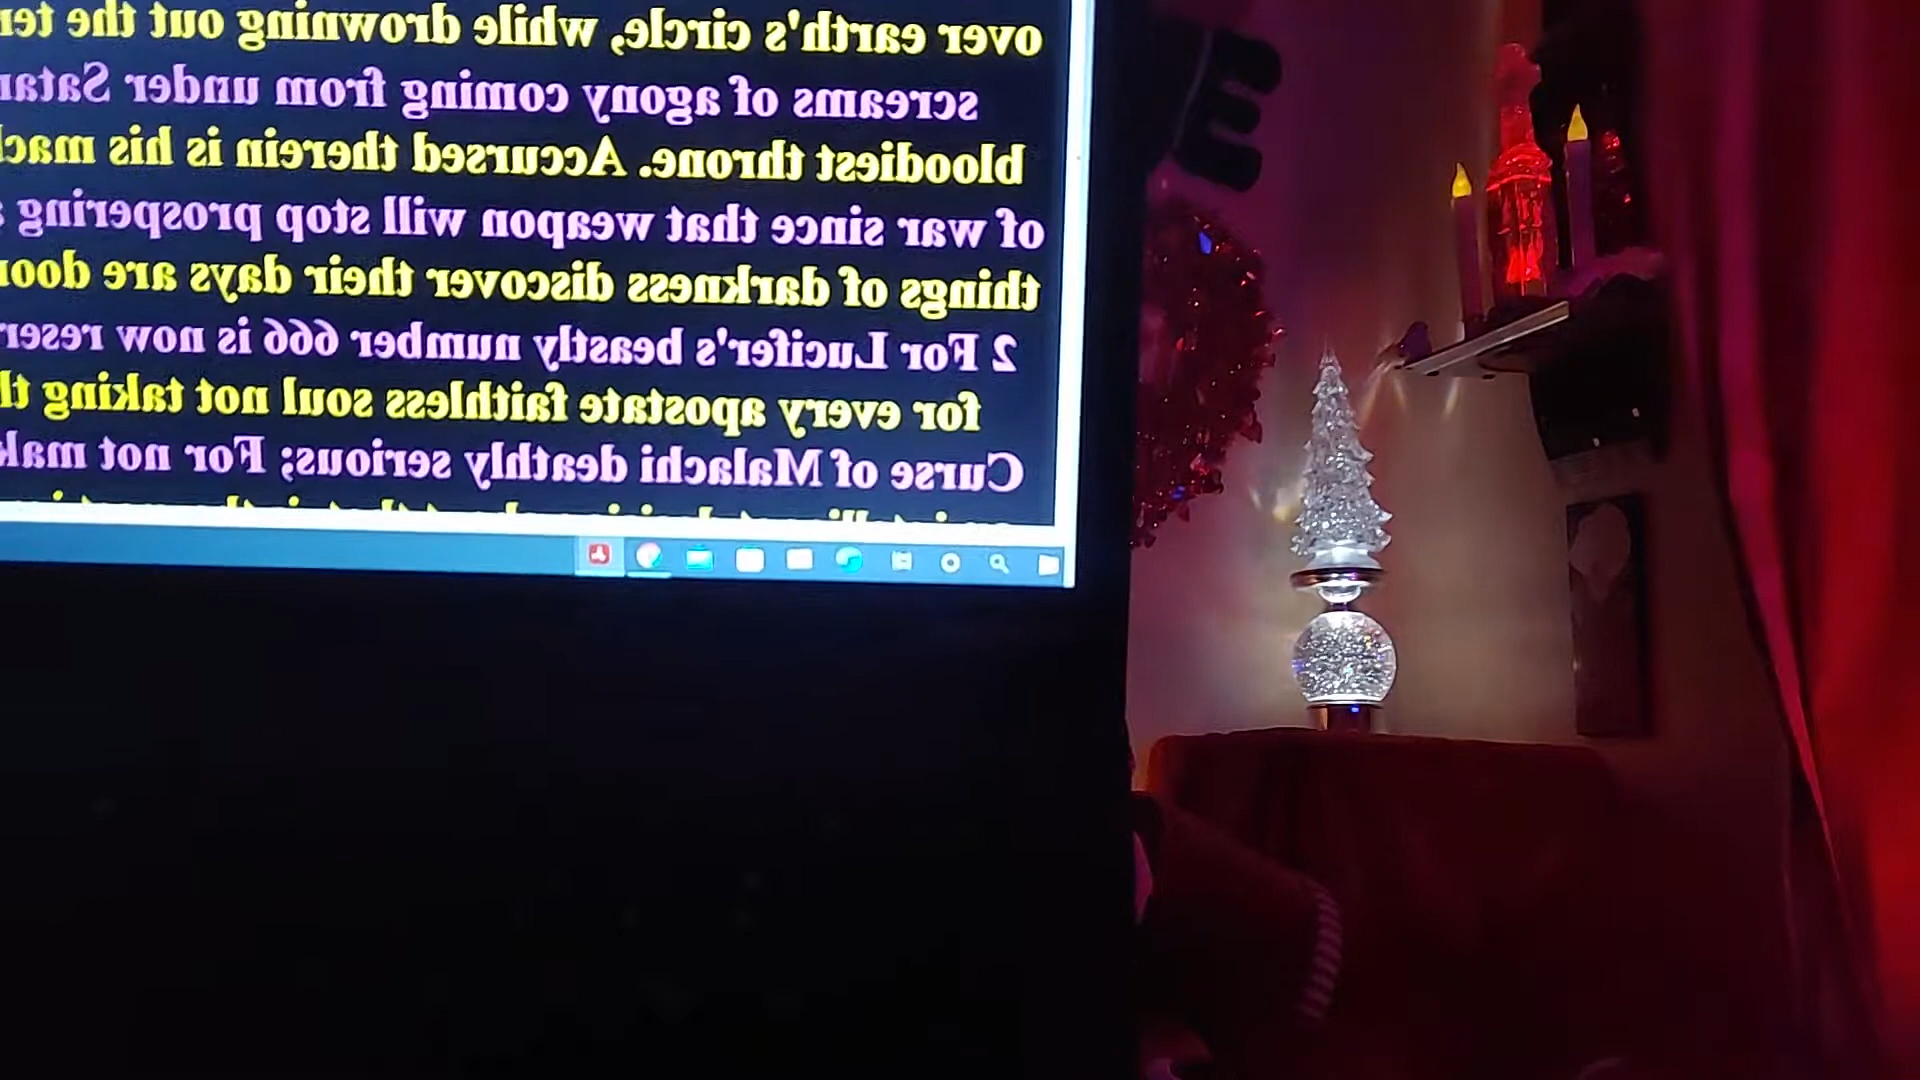 over earth's circle, while drowning out the
screams of agony coming from under
bloodiest throne. Accursed therein is his
of war since that weapon will stop prospering
things of darkness discover their days are
2 For Lucifer's beastly number 666 is now
for every apostate faithless soul not taking
Curse of Malachi deathly serious; For not
E